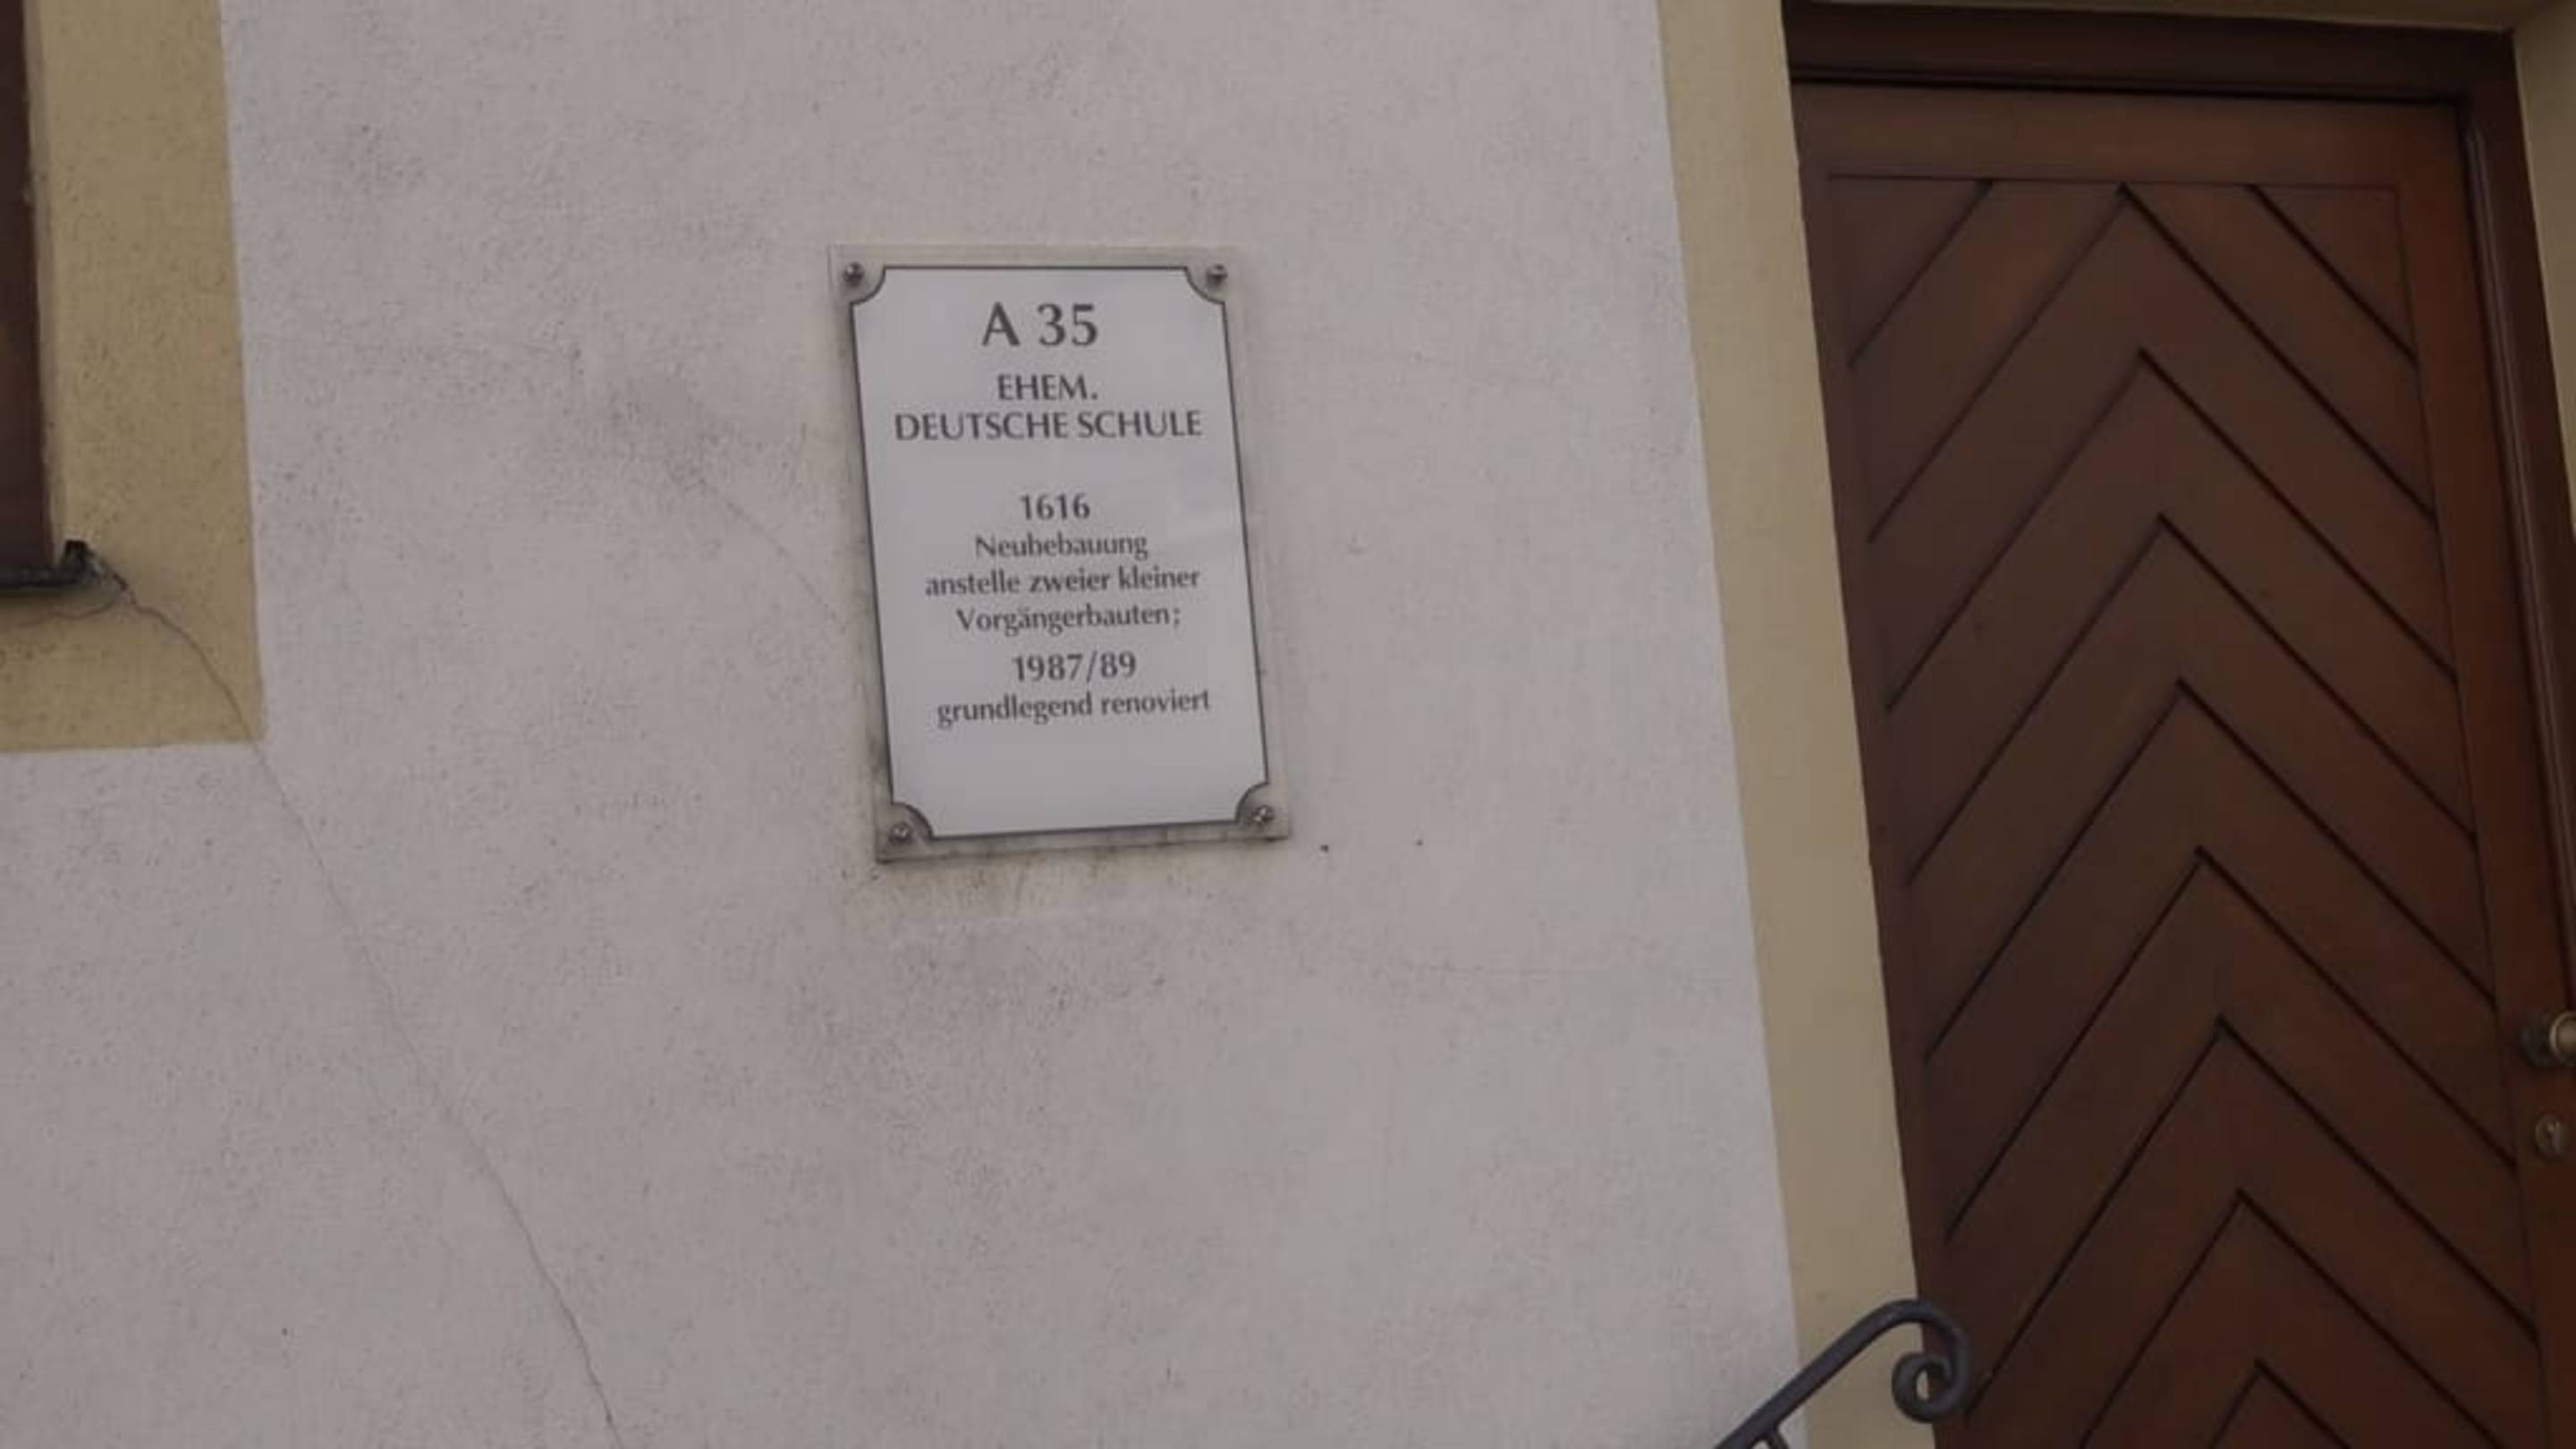 A 35
EHEM.
DEUTSCHE SCHULE
1616
Neubebauung
anstelle zweier kleiner
Vorgängerbauten;
1987/89
grundlegend renoviert